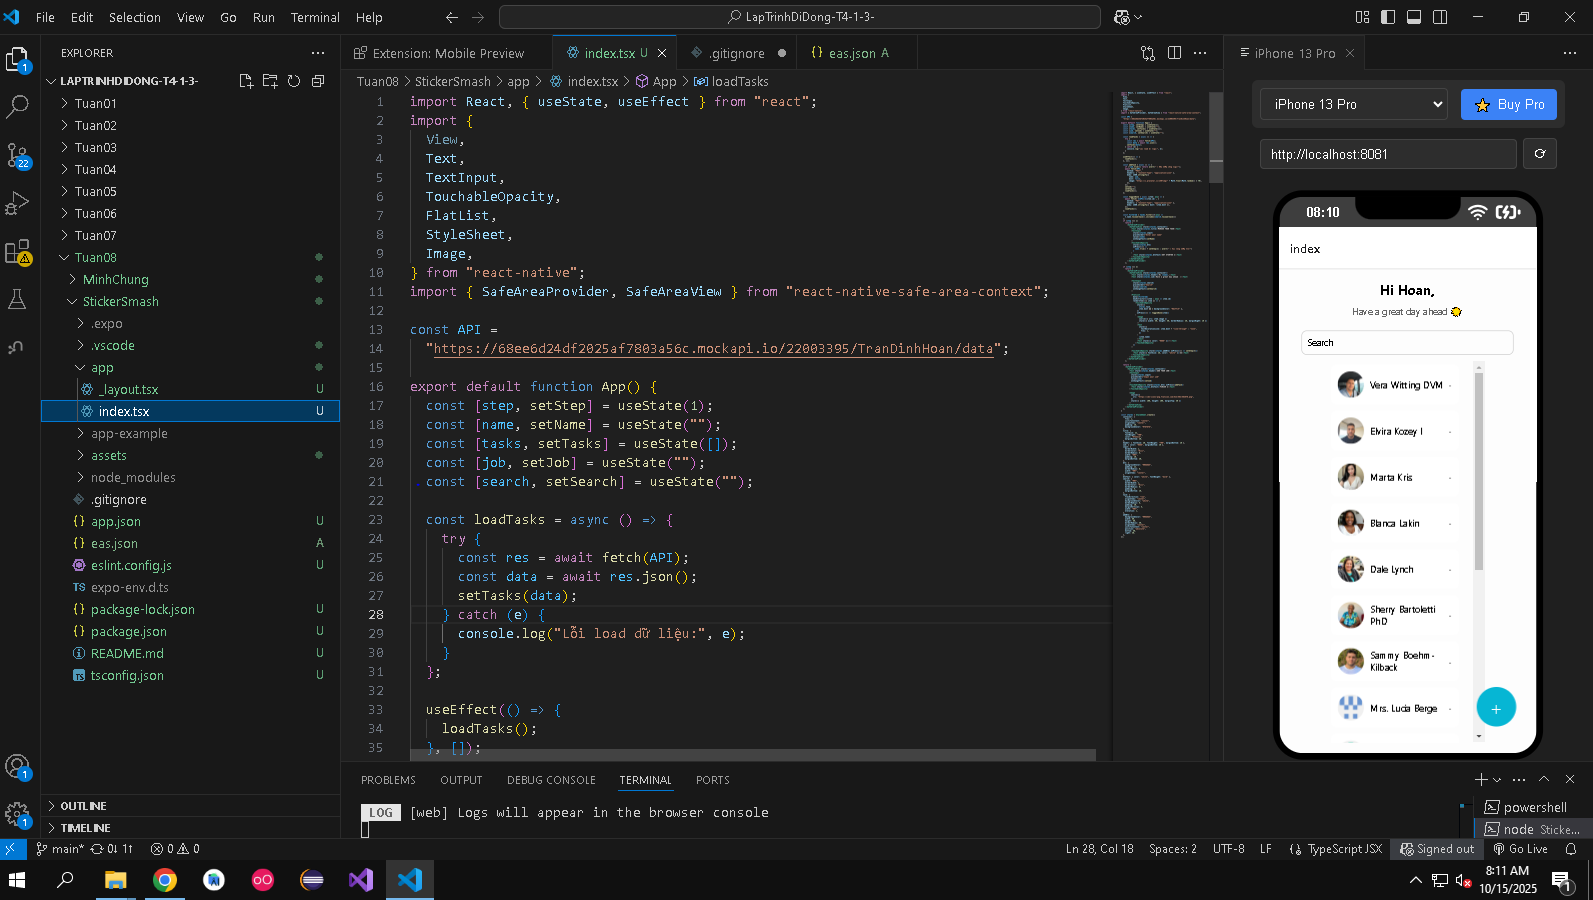 File Edit Selection View Go Run Terminal Help
LapTrinhDiDong-T4-1-3-
EXPLORER
LAPTRINHDIDONG-T4-1-3-
Tuan01
Tuan02
Tuan03
Tuan04
Tuan05
Tuan06
Tuan07
Tuan08
MinhChung
StickerSmash
.expo
.vscode
app
_layout.tsx U
index.tsx U
app-example
assets
node_modules
.gitignore
app.json U
eas.json A
eslint.config.js U
expo-env.d.ts
package-lock.json U
package.json U
README.md U
tsconfig.json U
OUTLINE
TIMELINE
1
22
1
1
Extension: Mobile Preview
index.tsx U
.gitignore
eas.json A
Tuan08 > StickerSmash > app > index.tsx > App > loadTasks
1 import React, { useState, useEffect } from "react";
2 import {
3 View,
4 Text,
5 TextInput,
6 TouchableOpacity,
7 FlatList,
8 StyleSheet,
9 Image,
10 } from "react-native";
11 import { SafeAreaProvider, SafeAreaView } from "react-native-safe-area-context";
12
13 const API =
14 "https://68ee6d24df2025af7803a56c.mockapi.io/22003395/TranDinhHoan/data";
15
16 export default function App() {
17 const [step, setStep] = useState(1);
18 const [name, setName] = useState("");
19 const [tasks, setTasks] = useState([]);
20 const [job, setJob] = useState("");
21 const [search, setSearch] = useState("");
22
23 const loadTasks = async () => {
24 try {
25 const res = await fetch(API);
26 const data = await res.json();
27 setTasks(data);
28 } catch (e) {
29 console.log("Lỗi load dữ liệu:", e);
30 }
31 };
32
33 useEffect(() => {
34 loadTasks();
35 }, []);
iPhone 13 Pro
iPhone 13 Pro
Buy Pro
http://localhost:8081
08:10
index
Hi Hoan,
Have a great day ahead
Search
Vera Witting DVM
Elvira Kozey I
Marta Kris
Blanca Lakin
Dale Lynch
Sherry Bartoletti
PhD
Sammy Boehm-
Kilback
Mrs. Lucia Berge
+
PROBLEMS OUTPUT DEBUG CONSOLE TERMINAL PORTS
LOG [web] Logs will appear in the browser console
powershell
node Sticke...
main* 0↓ 1↑ 0 0
Ln 28, Col 18 Spaces: 2 UTF-8 LF TypeScript JSX Signed out Go Live
8:11 AM
10/15/2025
1